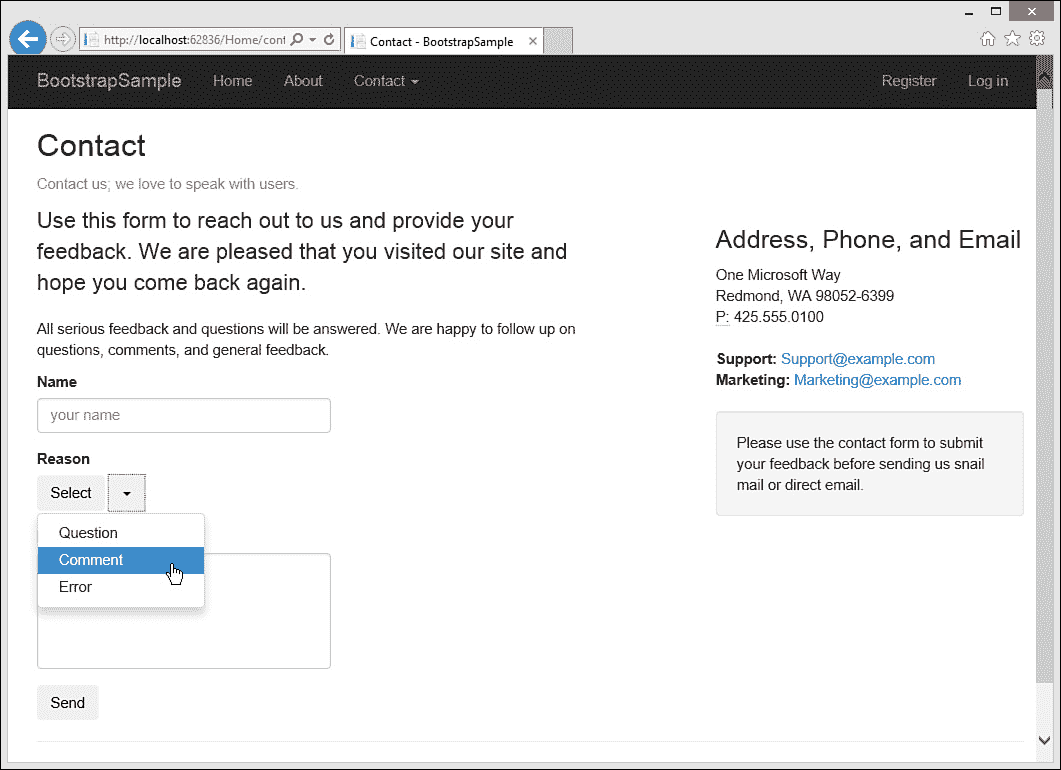 http://localhost:62836/Home/cont
Contact - BootstrapSample
BootstrapSample Home About Contact Register Log in
Contact
Contact us; we love to speak with users.
Use this form to reach out to us and provide your
feedback. We are pleased that you visited our site and
hope you come back again.
All serious feedback and questions will be answered. We are happy to follow up on
questions, comments, and general feedback.
Name
your name
Reason
Select
Question
Comment
Error
Send
Address, Phone, and Email
One Microsoft Way
Redmond, WA 98052-6399
P: 425.555.0100
Support: Support@example.com
Marketing: Marketing@example.com
Please use the contact form to submit
your feedback before sending us snail
mail or direct email.